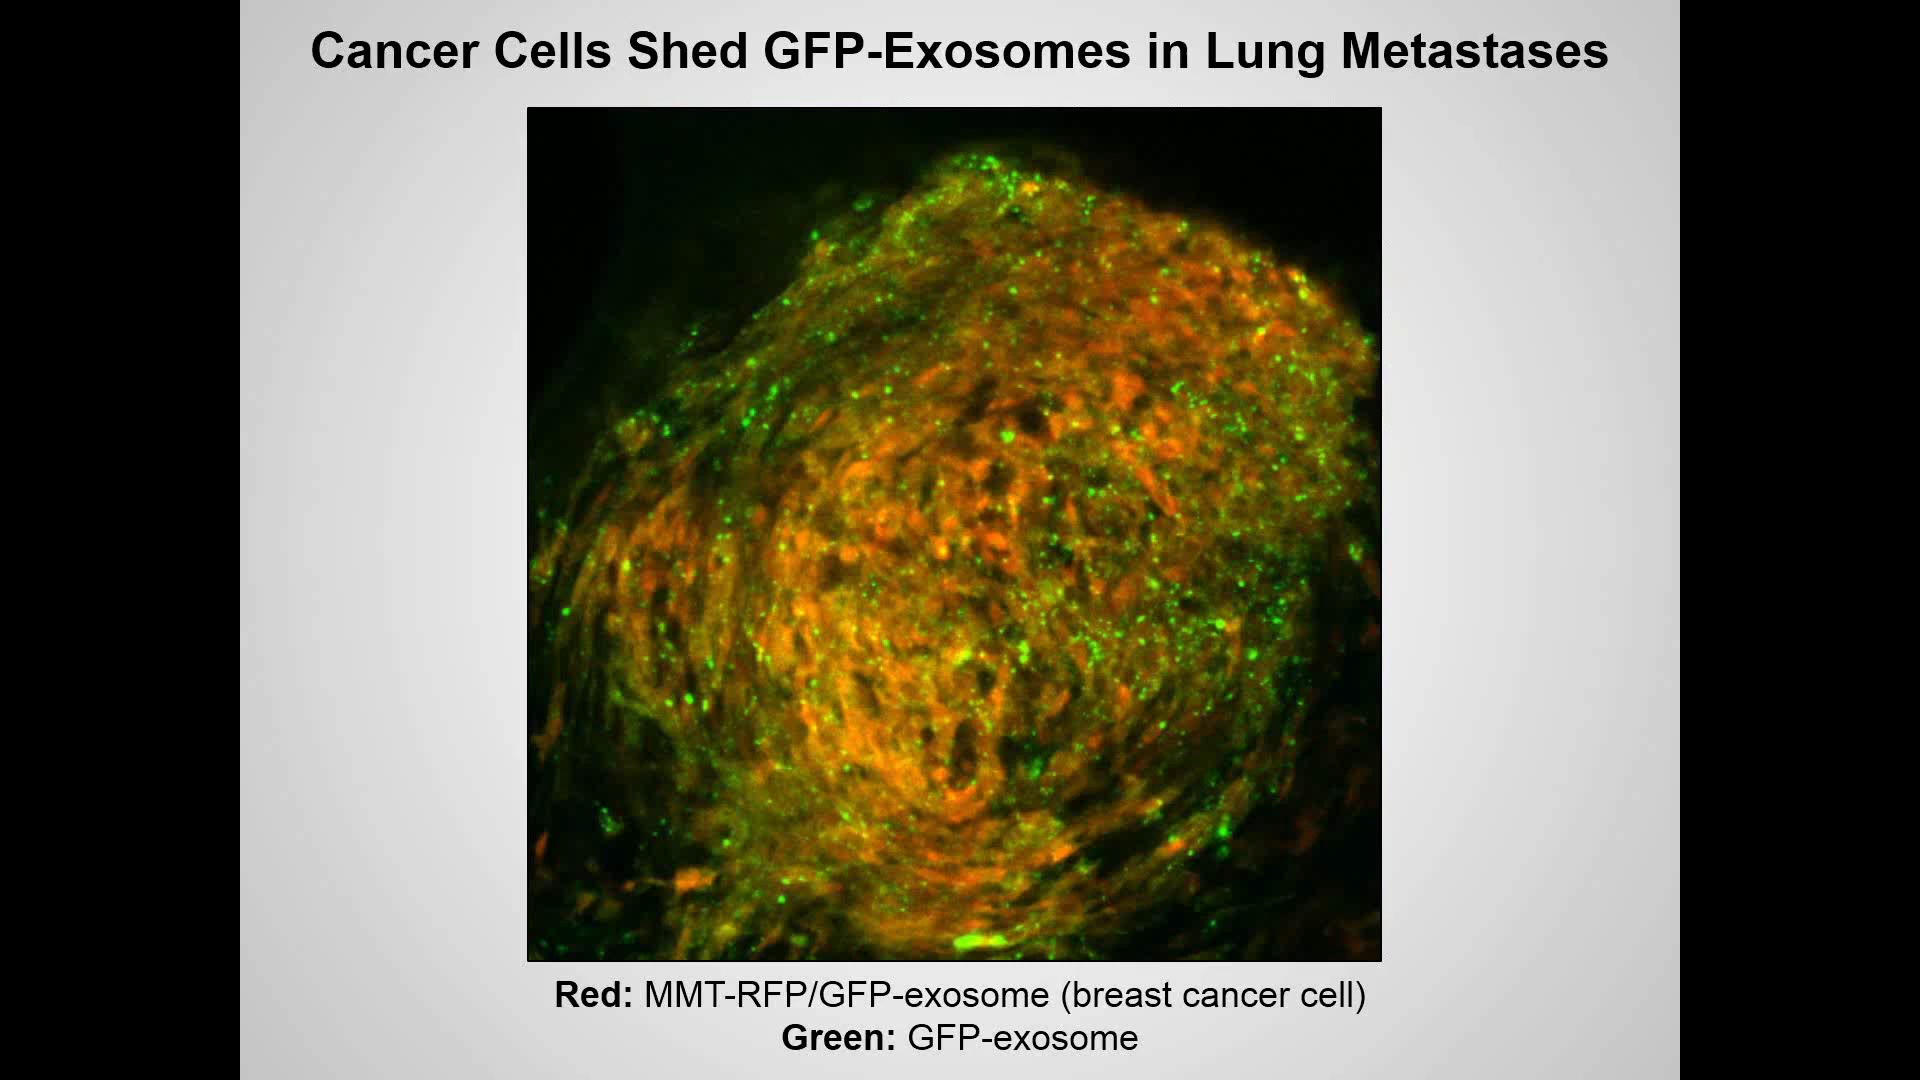 Cancer Cells Shed GFP-Exosomes in Lung Metastases
Red: MMT-RFP/GFP-exosome (breast cancer cell)
Green: GFP-exosome